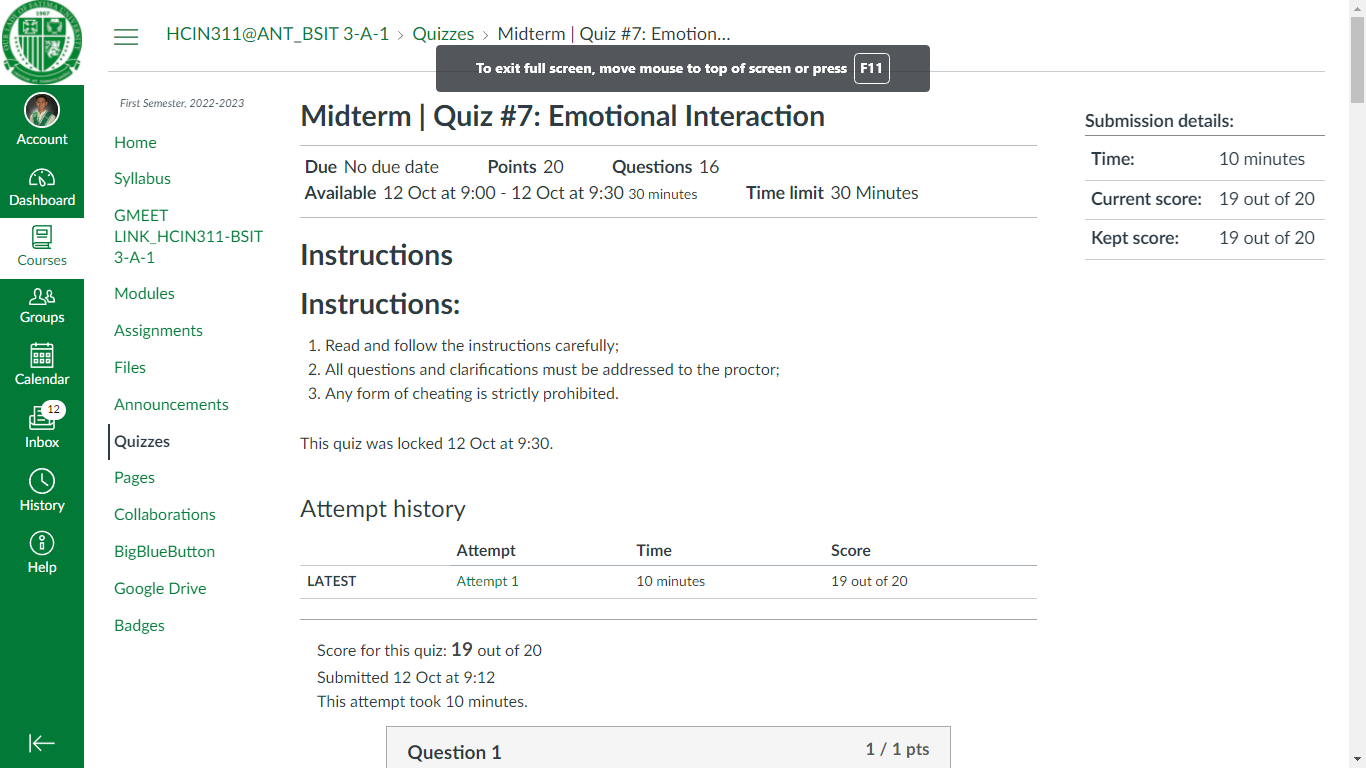 HCIN311@ANT_BSIT 3-A-1 > Quizzes > Midterm | Quiz #7: Emotion...
To exit full screen, move mouse to top of screen or press F11
Account
Dashboard
Courses
Groups
Calendar
12
Inbox
History
Help
First Semester, 2022-2023
Home
Syllabus
GMEET
LINK_HCIN311-BSIT
3-A-1
Modules
Assignments
Files
Announcements
Quizzes
Pages
Collaborations
BigBlueButton
Google Drive
Badges
Midterm | Quiz #7: Emotional Interaction
Due No due date Points 20 Questions 16
Available 12 Oct at 9:00 - 12 Oct at 9:30 30 minutes Time limit 30 Minutes
Instructions
Instructions:
1. Read and follow the instructions carefully;
2. All questions and clarifications must be addressed to the proctor;
3. Any form of cheating is strictly prohibited.
This quiz was locked 12 Oct at 9:30.
Attempt history
Attempt Time Score
LATEST Attempt 1 10 minutes 19 out of 20
Score for this quiz: 19 out of 20
Submitted 12 Oct at 9:12
This attempt took 10 minutes.
Question 1 1 / 1 pts
Submission details:
Time: 10 minutes
Current score: 19 out of 20
Kept score: 19 out of 20